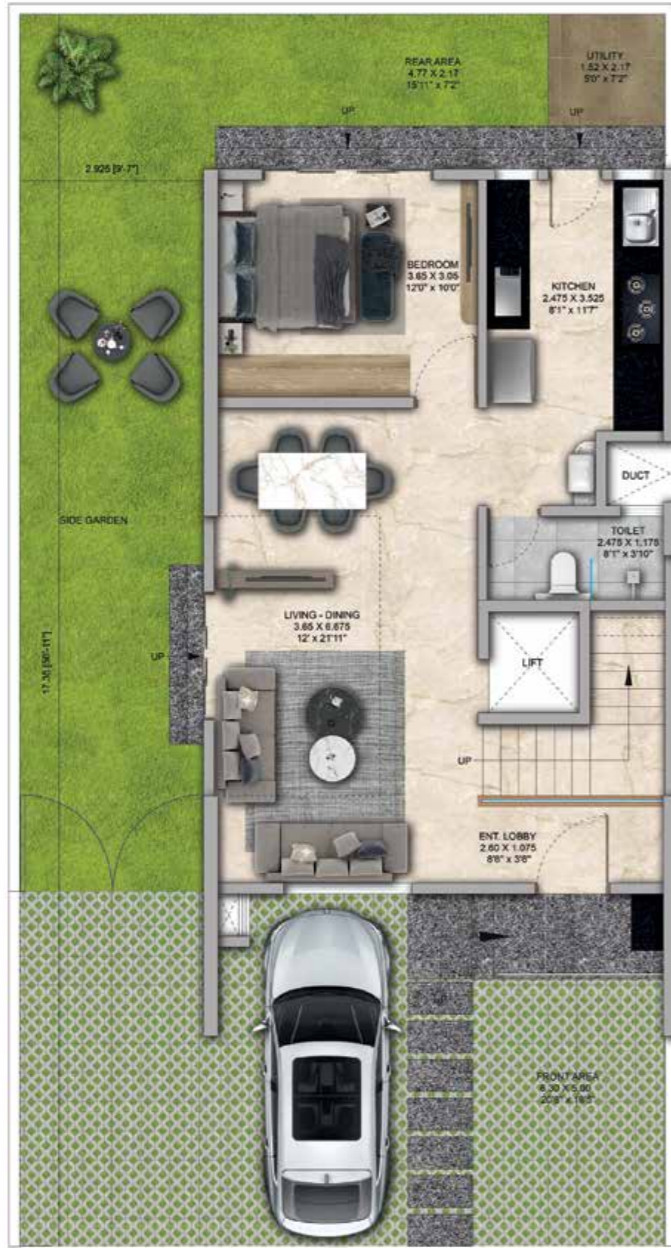 REAR AREA
4.77 X 2.17
15'11" x 7'2"
UTILITY
1.52 X 2.17
5'0" x 7'2"
UP
UP
2.925 [9'-7"]
BEDROOM
3.65 X 3.05
12'0" x 10'0"
KITCHEN
2.475 X 3.525
8'1" x 11'7"
DUCT
SIDE GARDEN
TOILET
2.475 X 1.175
8'1" x 3'10"
LIVING - DINING
3.65 X 6.675
12' x 21'11"
UP
LIFT
UP
ENT. LOBBY
2.60 X 1.075
8'6" x 3'6"
FRONT AREA
6.30 X 5.00